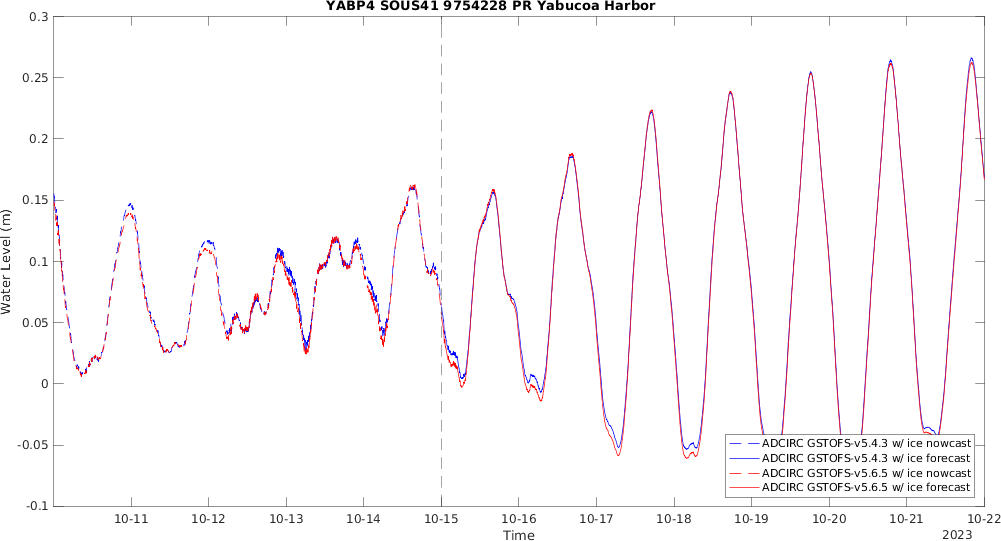 YABP4 SOUS41 9754228 PR Yabucoa Harbor
0.3
0.25
0.2
0.15
0.1
0.05
0
-0.05
-0.1
Water Level (m)
ADCIRC GSTOFS-v5.4.3 w/ ice nowcast
ADCIRC GSTOFS-v5.4.3 w/ ice forecast
ADCIRC GSTOFS-v5.6.5 w/ ice nowcast
ADCIRC GSTOFS-v5.6.5 w/ ice forecast
10-11 10-12 10-13 10-14 10-15 10-16 10-17 10-18 10-19 10-20 10-21 10-22
Time
2023